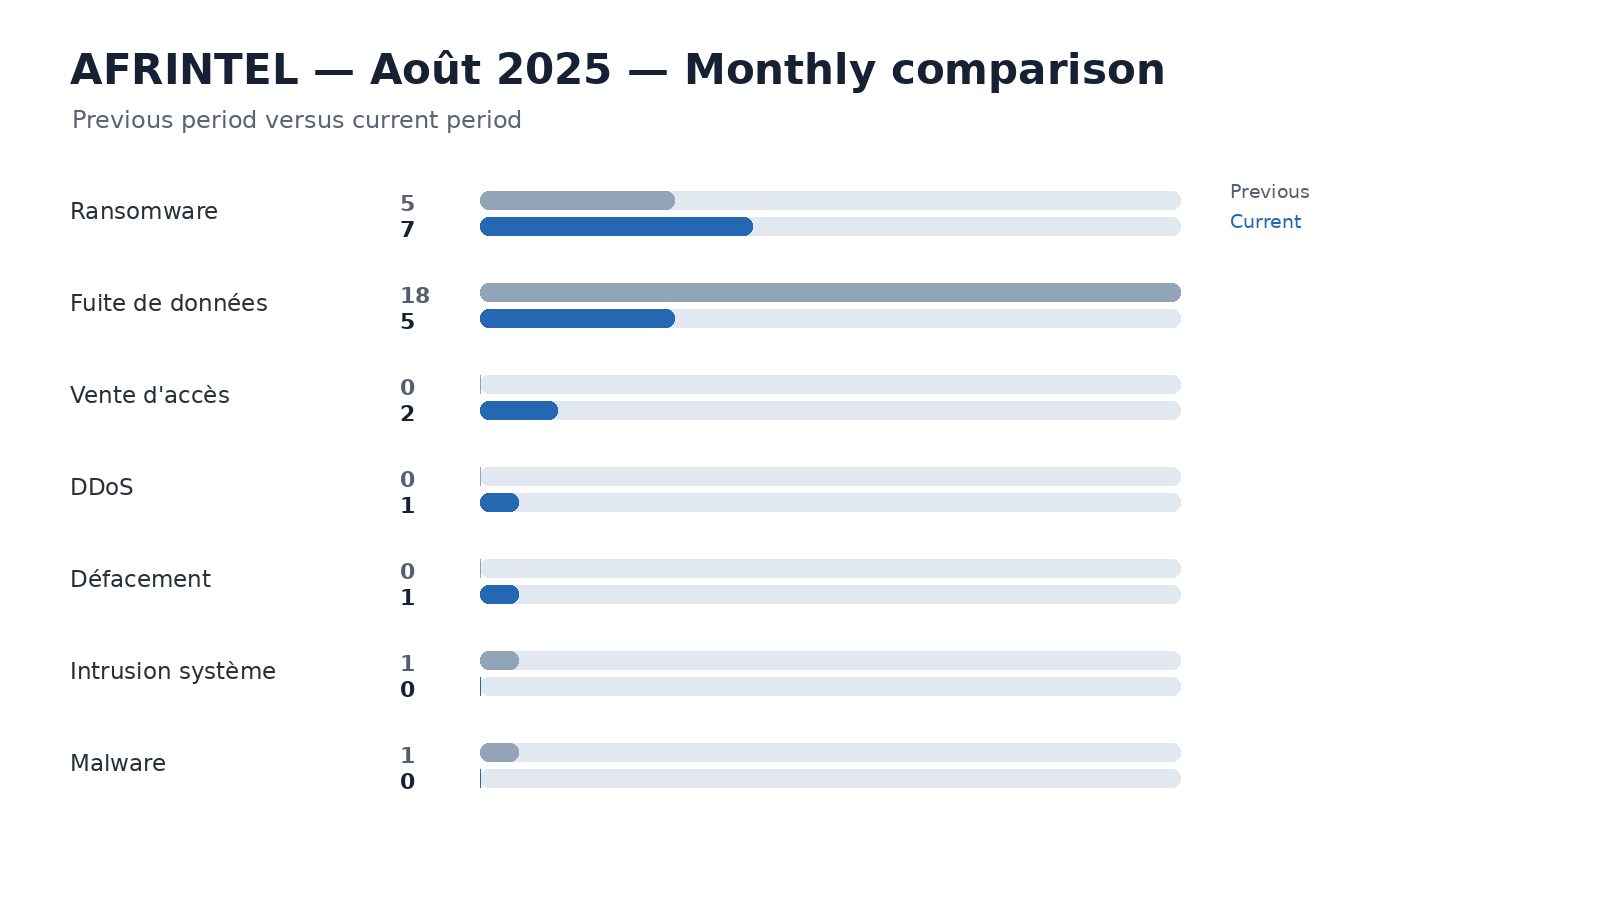 AFRINTEL — Août 2025 — Monthly comparison
Previous period versus current period
Previous
Current
Ransomware
5
7
Fuite de données
18
5
Vente d'accès
0
2
DDoS
0
1
Défacement
0
1
Intrusion système
1
0
Malware
1
0